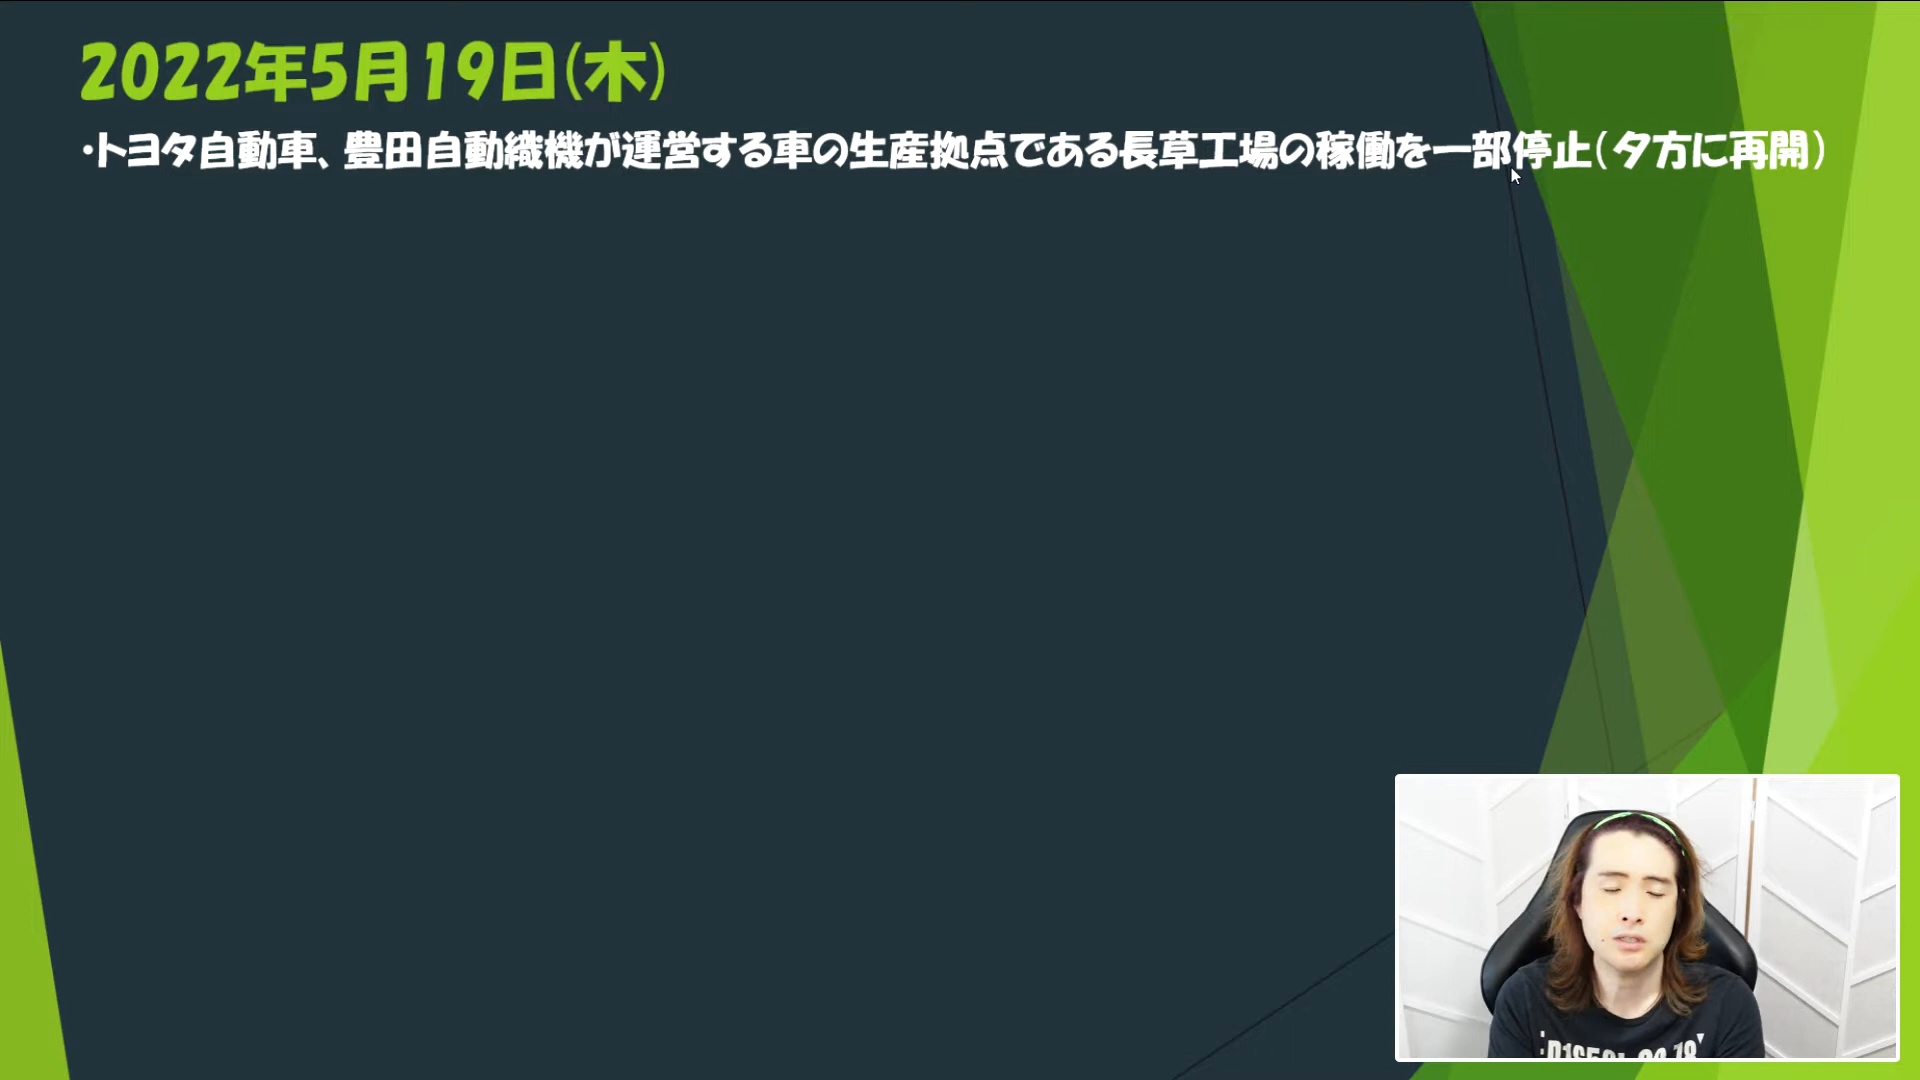 2022年5月19日(木)
・トヨタ自動車、豊田自動織機が運営する車の生産拠点である長草工場の稼働を一部停止(夕方に再開)